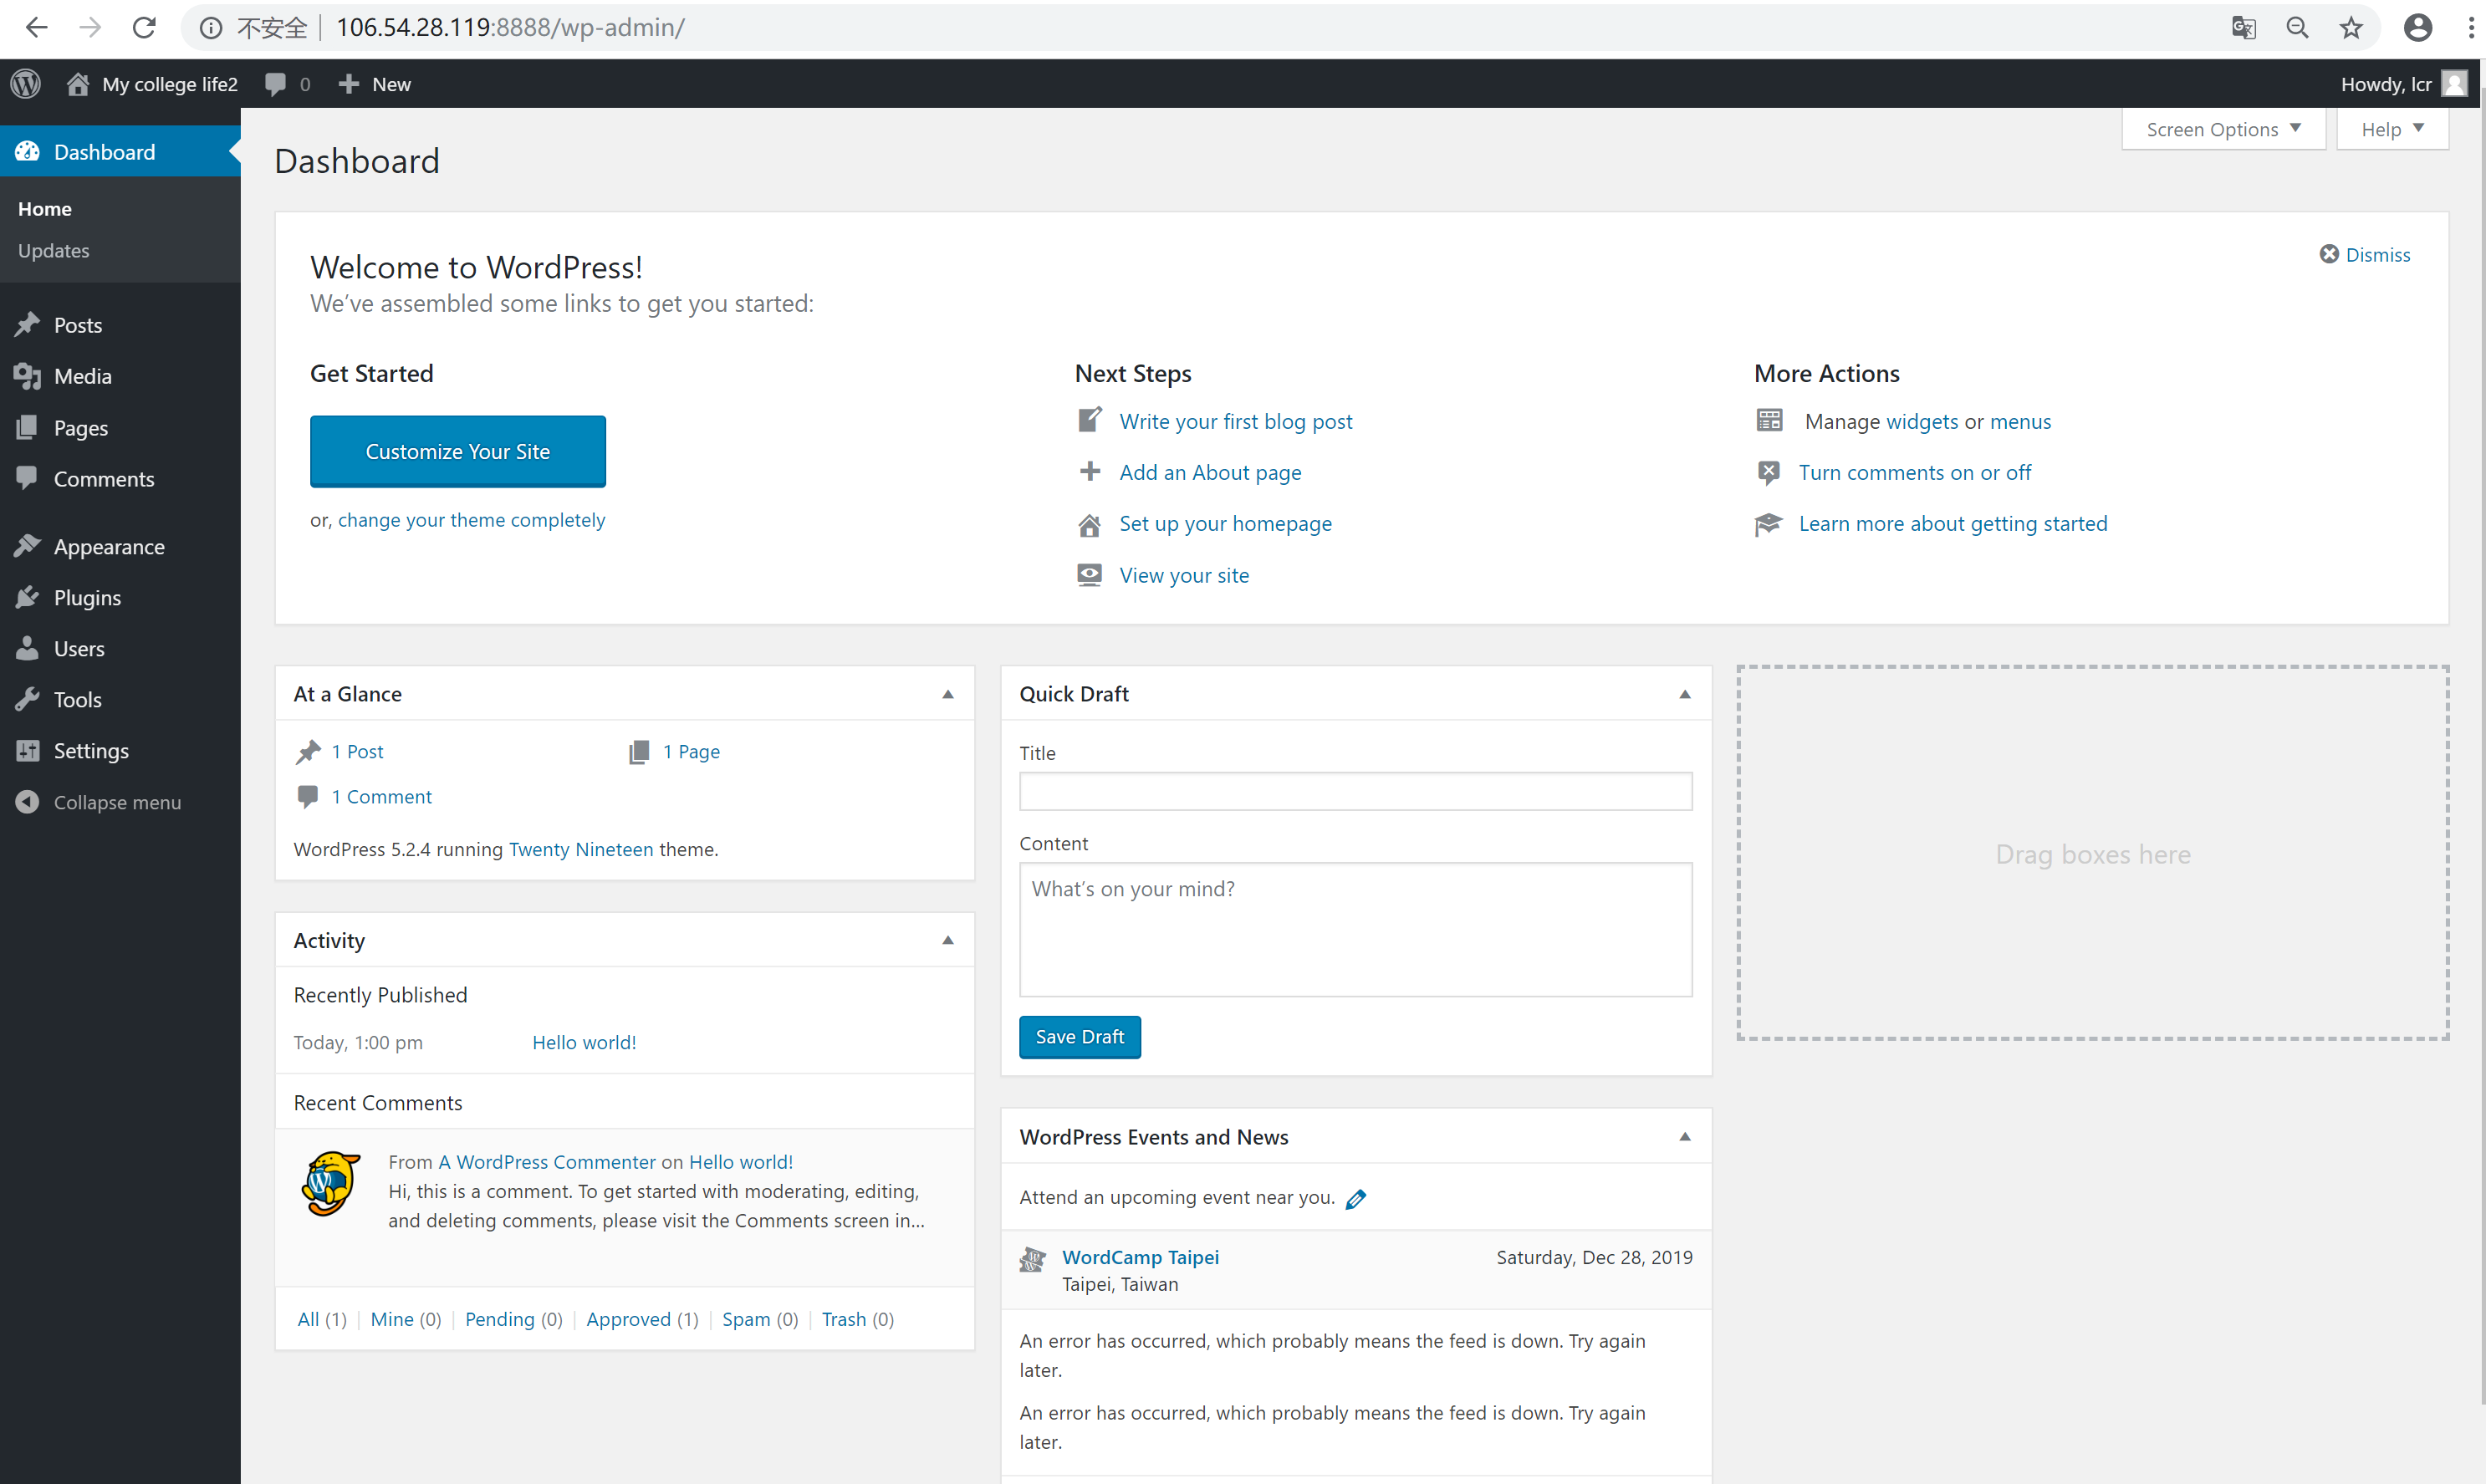 不安全 106.54.28.119:8888/wp-admin/
My college life2 0 New Howdy, lcr
Dashboard
Home
Updates
Posts
Media
Pages
Comments
Appearance
Plugins
Users
Tools
Settings
Collapse menu
Screen Options Help
Dashboard
Welcome to WordPress!
We’ve assembled some links to get you started:
Dismiss
Get Started
Customize Your Site
or, change your theme completely
Next Steps
Write your first blog post
Add an About page
Set up your homepage
View your site
More Actions
Manage widgets or menus
Turn comments on or off
Learn more about getting started
At a Glance
1 Post 1 Page
1 Comment
WordPress 5.2.4 running Twenty Nineteen theme.
Activity
Recently Published
Today, 1:00 pm Hello world!
Recent Comments
From A WordPress Commenter on Hello world!
Hi, this is a comment. To get started with moderating, editing,
and deleting comments, please visit the Comments screen in…
All (1) | Mine (0) | Pending (0) | Approved (1) | Spam (0) | Trash (0)
Quick Draft
Title
Content
What’s on your mind?
Save Draft
WordPress Events and News
Attend an upcoming event near you.
WordCamp Taipei Saturday, Dec 28, 2019
Taipei, Taiwan
An error has occurred, which probably means the feed is down. Try again
later.
An error has occurred, which probably means the feed is down. Try again
later.
Drag boxes here